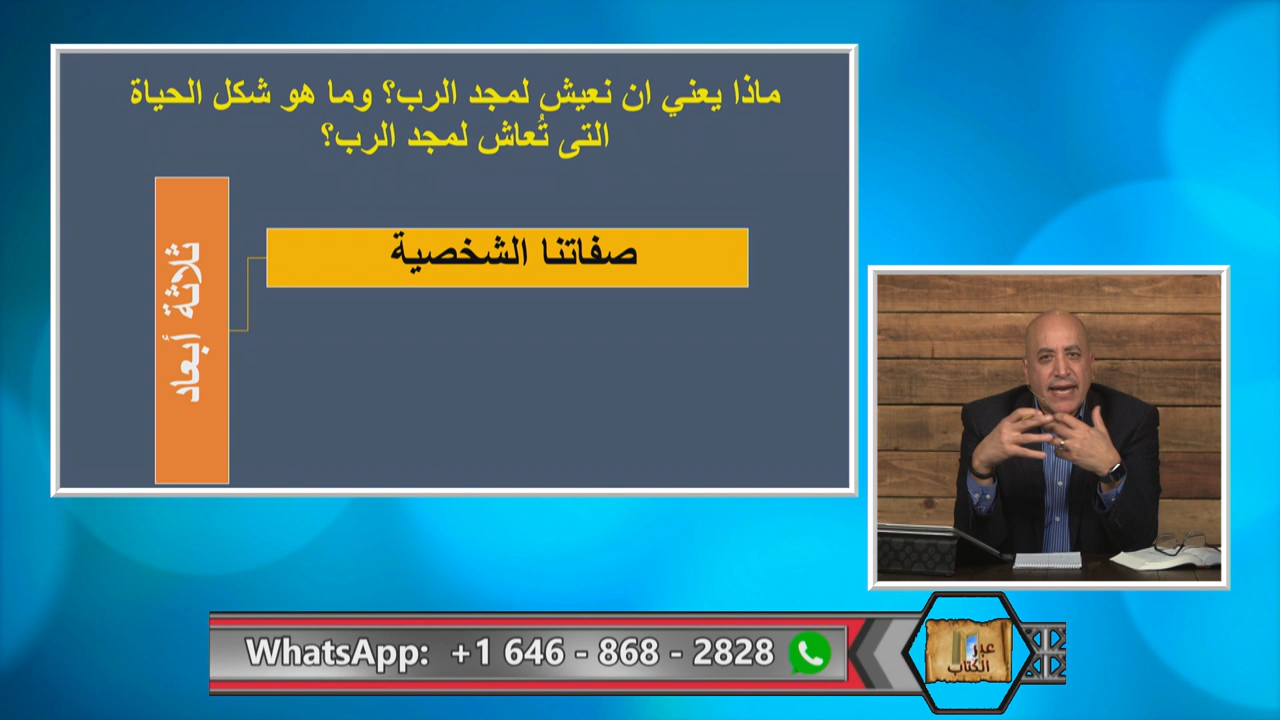 ماذا يعني ان نعيش لمجد الرب؟ وما هو شكل الحياة
التى تُعاش لمجد الرب؟
ثلاثة أبعاد
صفاتنا الشخصية
WhatsApp: +1 646 - 868 - 2828
عبر
الكتاب